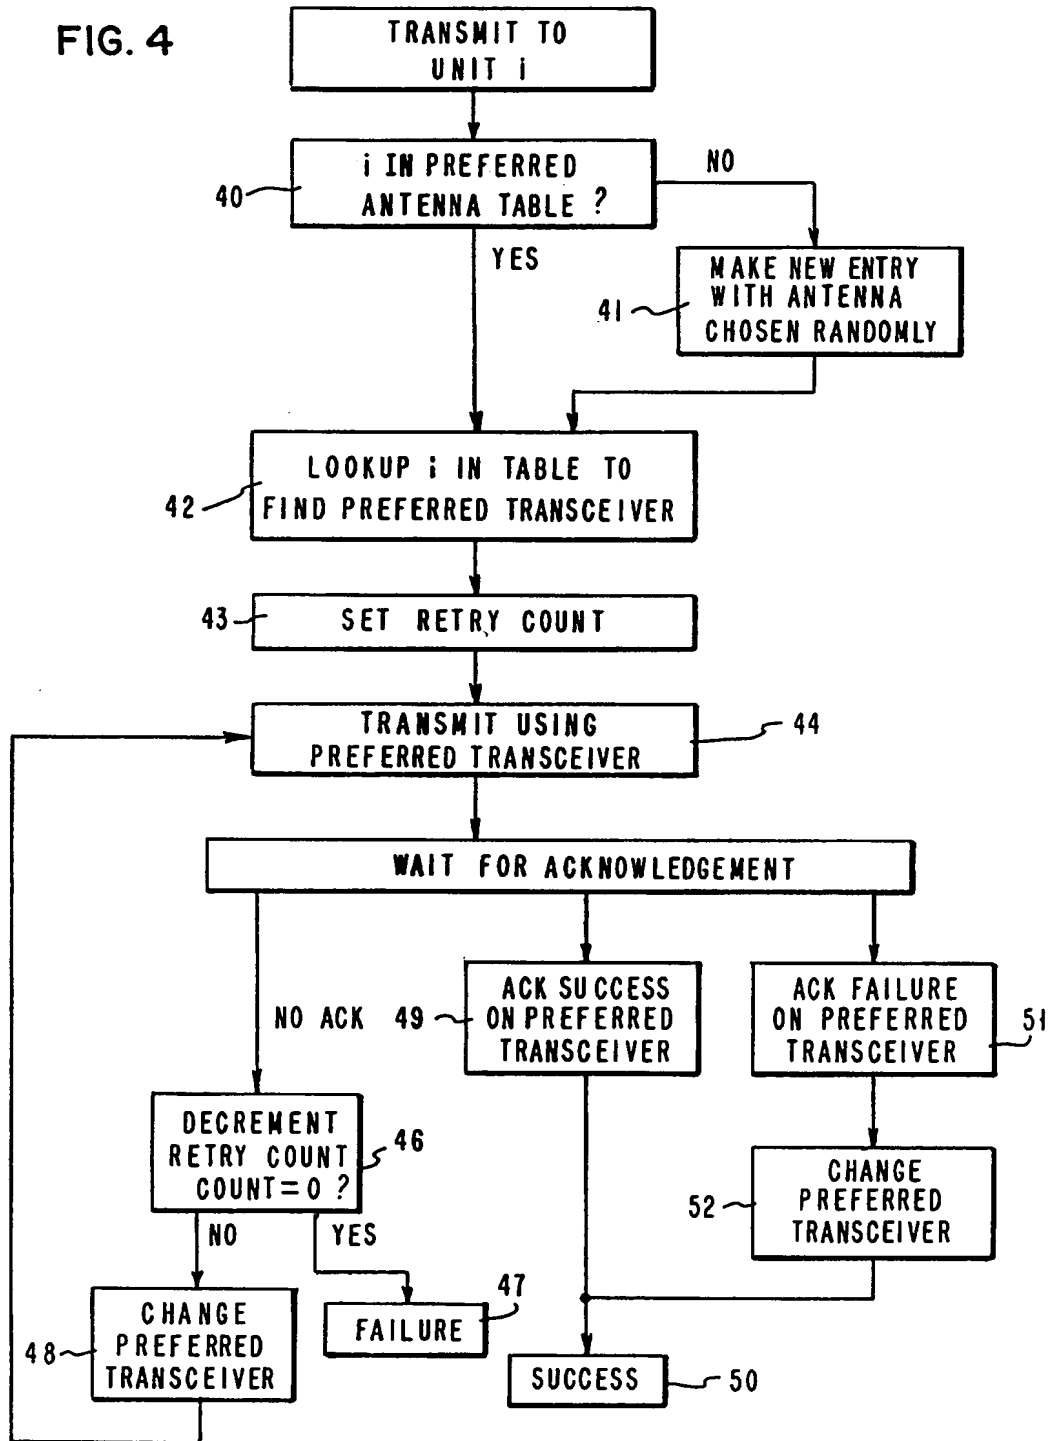 FIG. 4
TRANSMIT TO
UNIT i
i IN PREFERRED
ANTENNA TABLE ?
40
NO
YES
MAKE NEW ENTRY
WITH ANTENNA
CHOSEN RANDOMLY
41
LOOKUP i IN TABLE TO
FIND PREFERRED TRANSCEIVER
42
43
SET RETRY COUNT
TRANSMIT USING
PREFERRED TRANSCEIVER
44
WAIT FOR ACKNOWLEDGEMENT
NO ACK
49
ACK SUCCESS
ON PREFERRED
TRANSCEIVER
ACK FAILURE
ON PREFERRED
TRANSCEIVER
51
DECREMENT
RETRY COUNT
COUNT=0 ?
46
52
CHANGE
PREFERRED
TRANSCEIVER
NO
YES
48
CHANGE
PREFERRED
TRANSCEIVER
FAILURE
47
SUCCESS
50